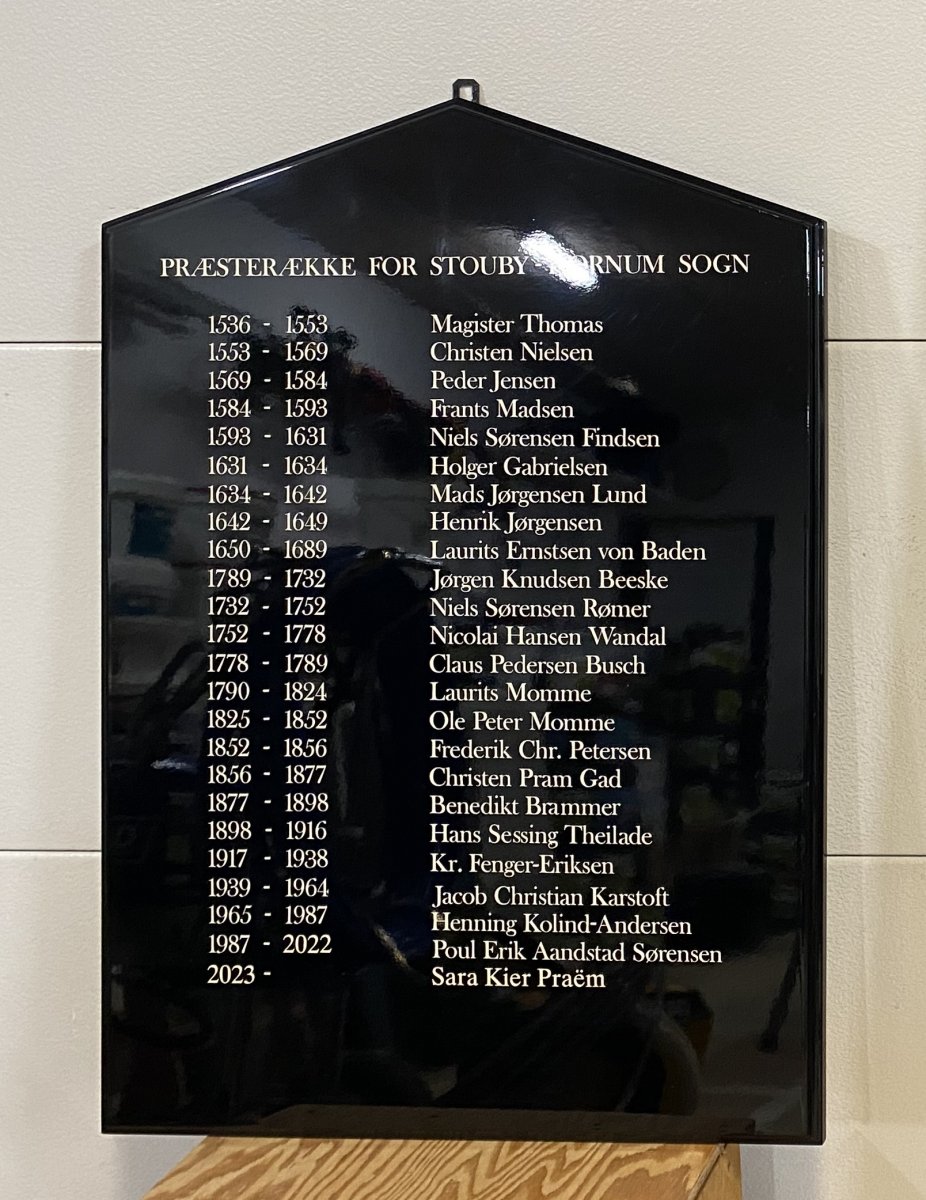 PRÆSTERÆKKE FOR STOUBY SOGN
1536 - 1553 Magister Thomas
1553 - 1569 Christen Nielsen
1569 - 1584 Peder Jensen
1584 - 1593 Frants Madsen
1593 - 1631 Niels Sørensen Findsen
1631 - 1634 Holger Gabrielsen
1634 - 1642 Mads Jørgensen Lund
1642 - 1649 Henrik Jørgensen
1650 - 1689 Laurits Ernstsen von Baden
1789 - 1732 Jørgen Knudsen Beeske
1732 - 1752 Niels Sørensen Rømer
1752 - 1778 Nicolai Hansen Wandal
1778 - 1789 Claus Pedersen Busch
1790 - 1824 Laurits Momme
1825 - 1852 Ole Peter Momme
1852 - 1856 Frederik Chr. Petersen
1856 - 1877 Christen Pram Gad
1877 - 1898 Benedikt Brammer
1898 - 1916 Hans Sessing Theilade
1917 - 1938 Kr. Fenger-Eriksen
1939 - 1964 Jacob Christian Karstoft
1965 - 1987 Henning Kolind-Andersen
1987 - 2022 Poul Erik Aandstad Sørensen
2023 - Sara Kier Praëm